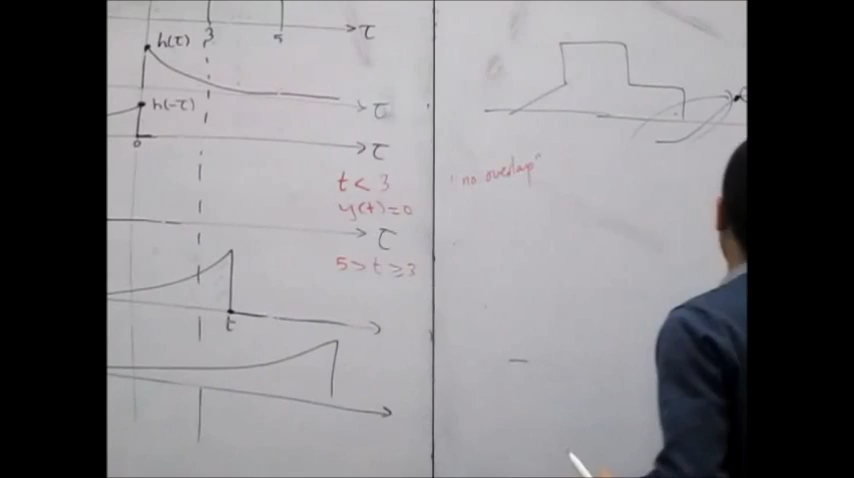 3 5 τ
h(τ)
τ
h(-τ)
0 τ
t < 3
y(t)=0
τ
5 > t ≥ 3
t
"no overlap"